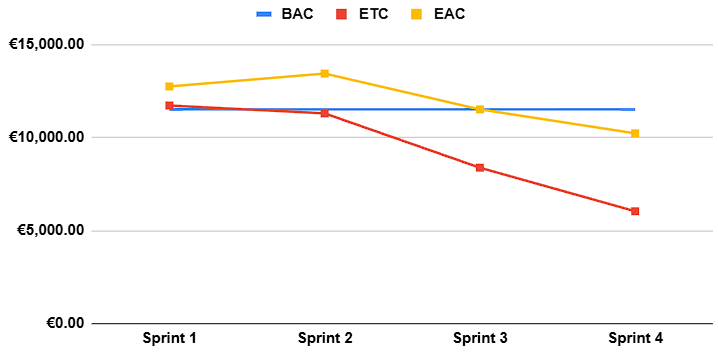 BAC ETC EAC
€15,000.00
€10,000.00
€5,000.00
€0.00
Sprint 1 Sprint 2 Sprint 3 Sprint 4